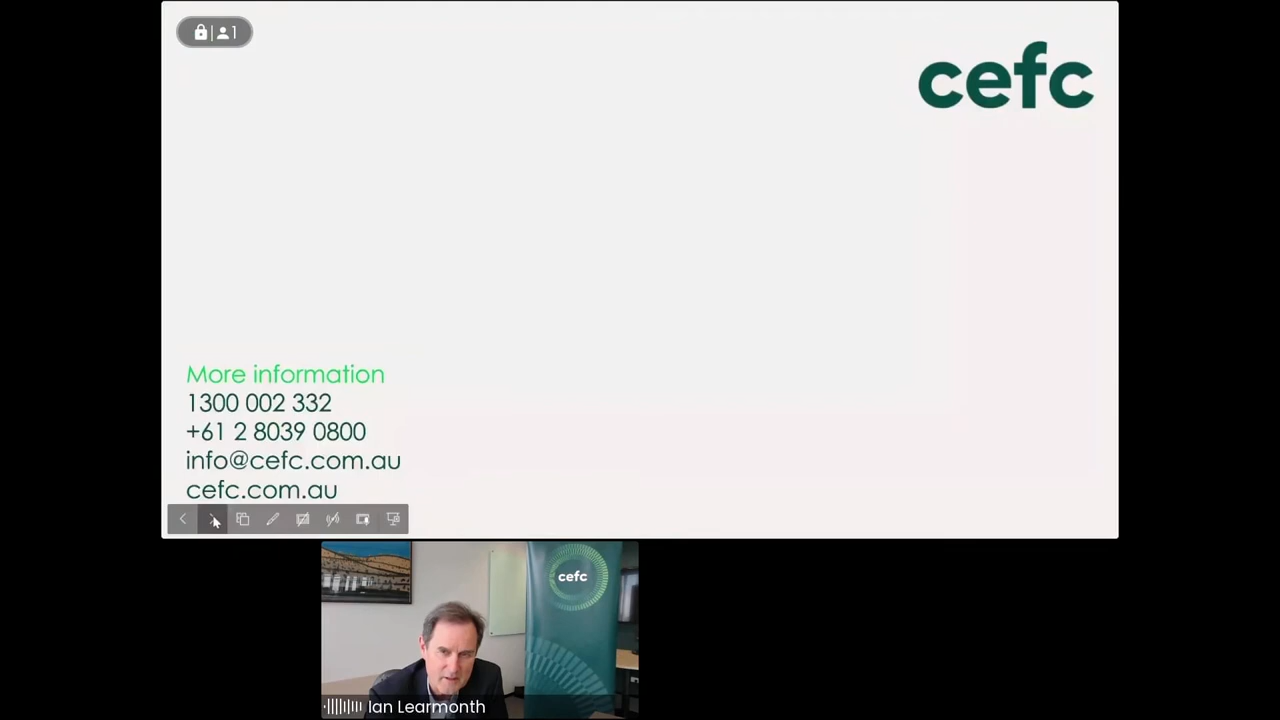 1
cefc
More information
1300 002 332
+61 2 8039 0800
info@cefc.com.au
cefc.com.au
cefc
Ian Learmonth